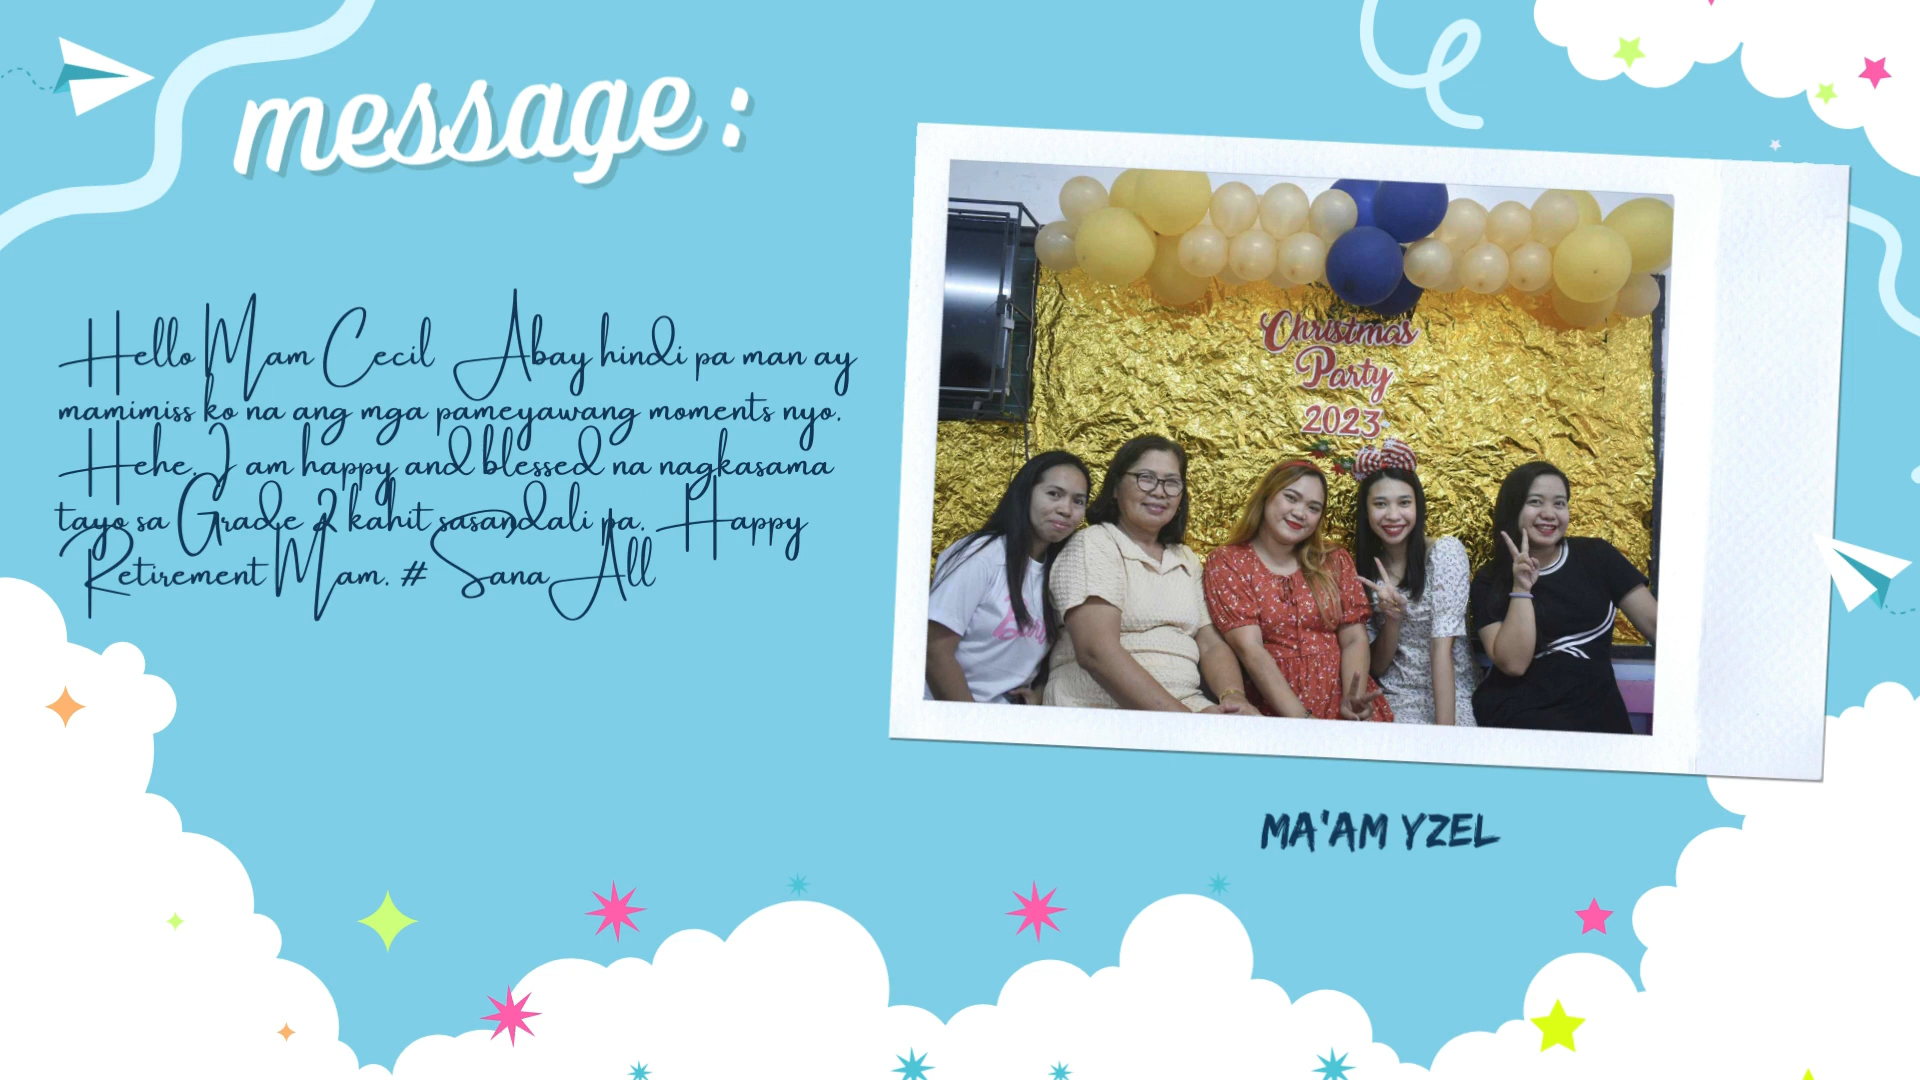 message:
Hello Mam Cecil Abay hindi pa man ay
mamimiss ko na ang mga pameyawang moments nyo.
Hehe. I am happy and blessed na nagkasama
tayo sa Grade 2 kahit sasandali pa. Happy
Retirement Mam. # Sana All
Christmas
Party
2023
MA'AM YZEL